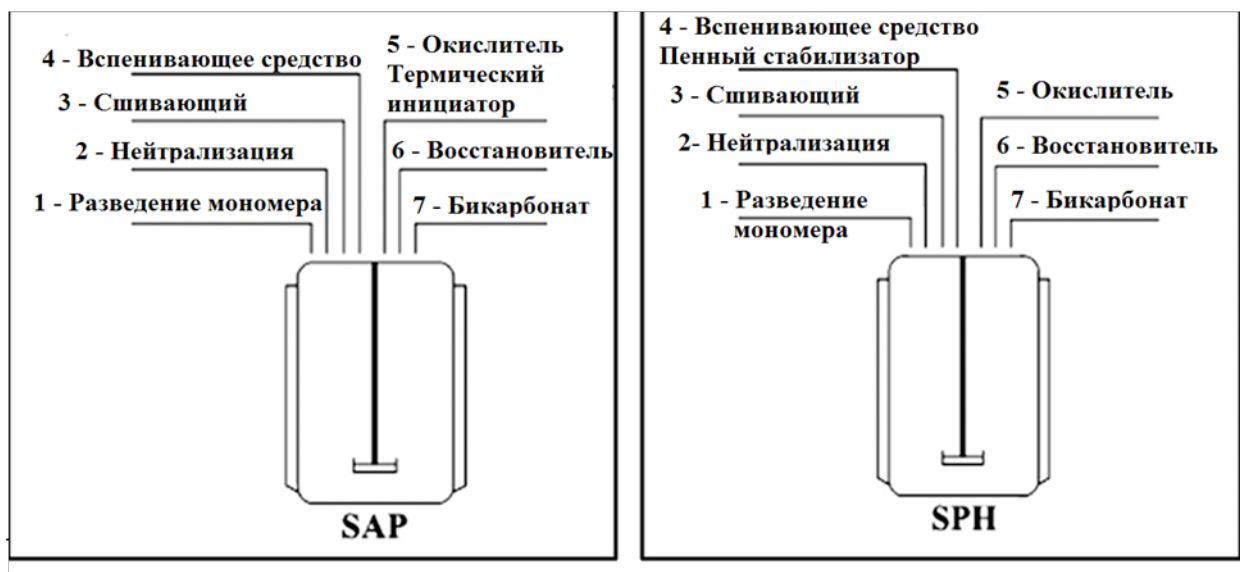 4 - Вспенивающее средство
5 - Окислитель
Термический
инициатор
3 - Сшивающий
2 - Нейтрализация
6 - Восстановитель
1 - Разведение мономера
7 - Бикарбонат
SAP
4 - Вспенивающее средство
Пенный стабилизатор
3 - Сшивающий
5 - Окислитель
2- Нейтрализация
6 - Восстановитель
1 - Разведение
мономера
7 - Бикарбонат
SPH